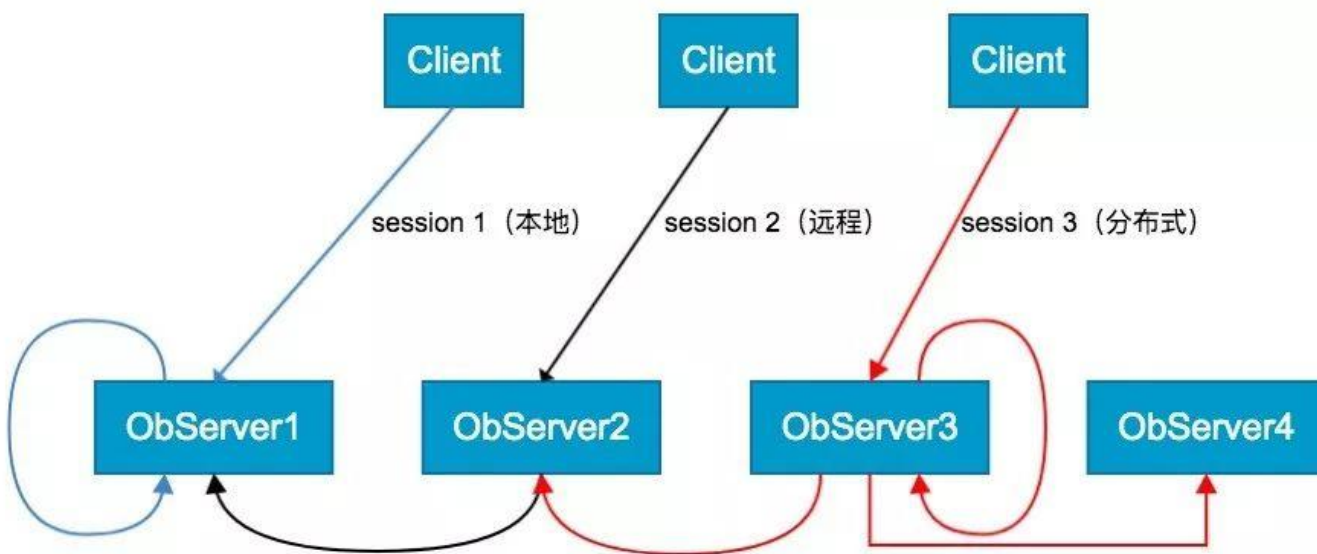 Client
Client
Client
session 1（本地）
session 2（远程）
session 3（分布式）
ObServer1
ObServer2
ObServer3
ObServer4